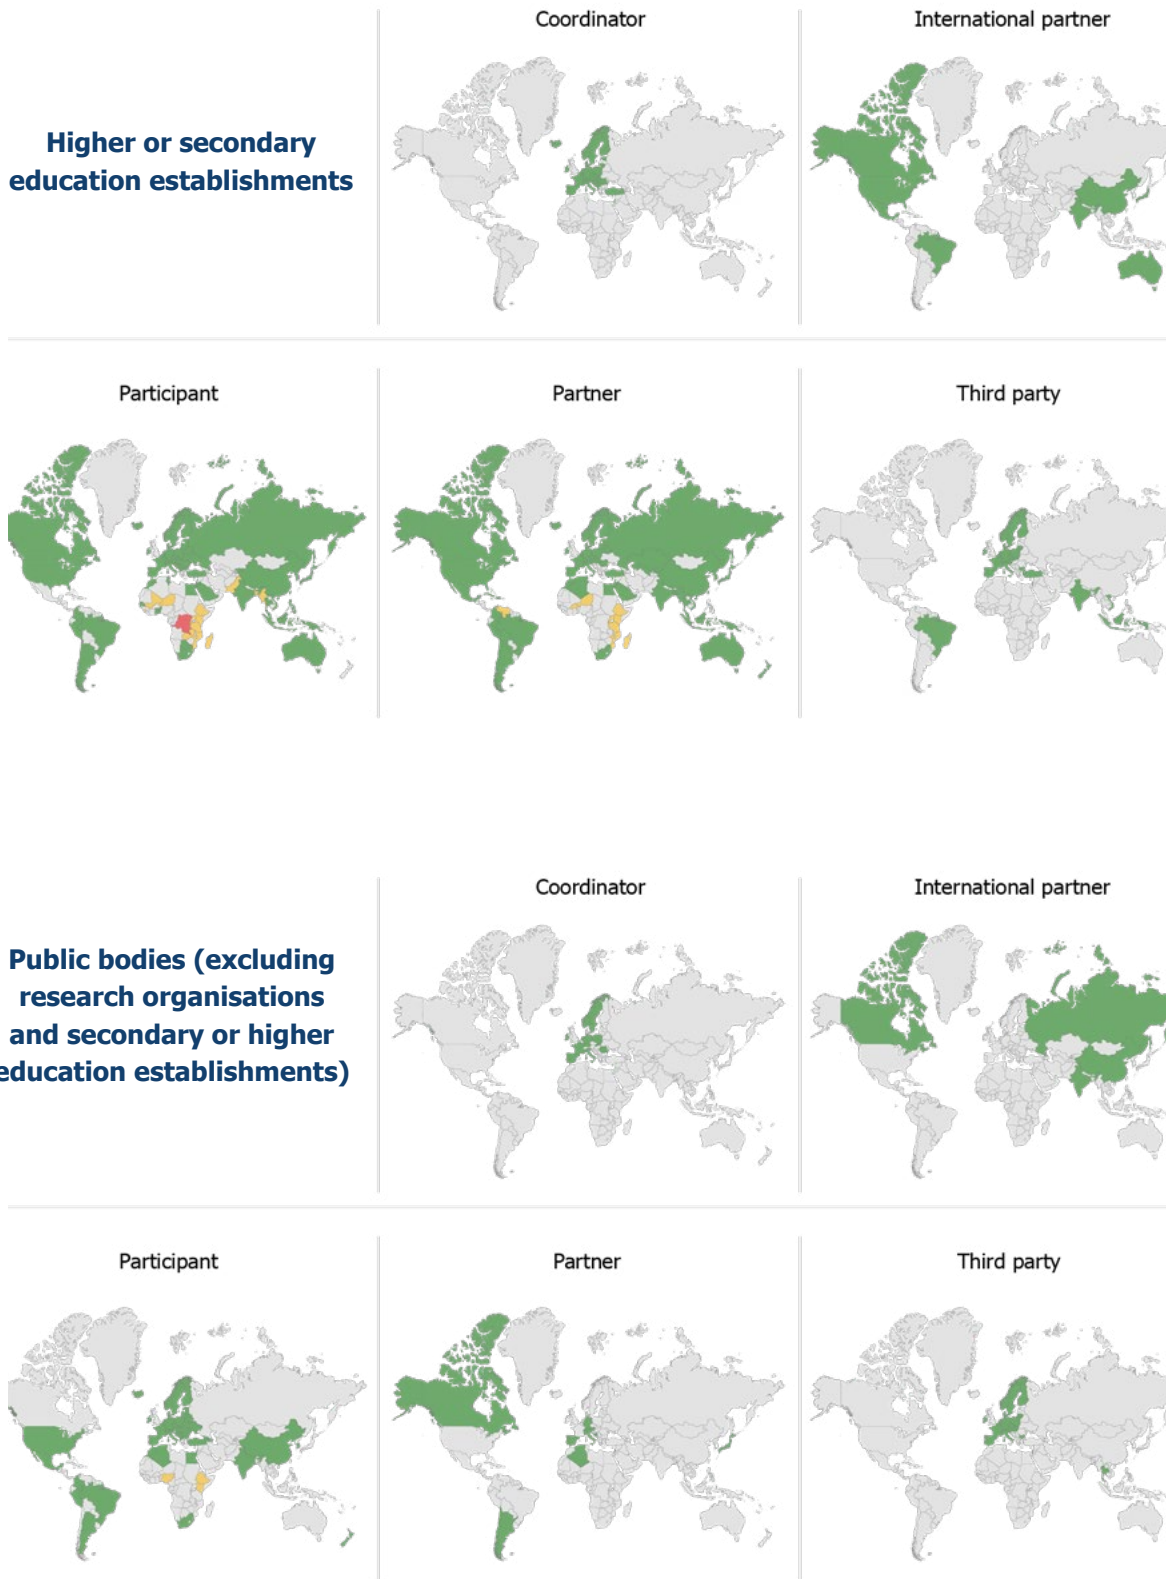 Coordinator
International partner
Higher or secondary
education establishments
Participant
Partner
Third party
Coordinator
International partner
Public bodies (excluding
research organisations
and secondary or higher
education establishments)
Participant
Partner
Third party